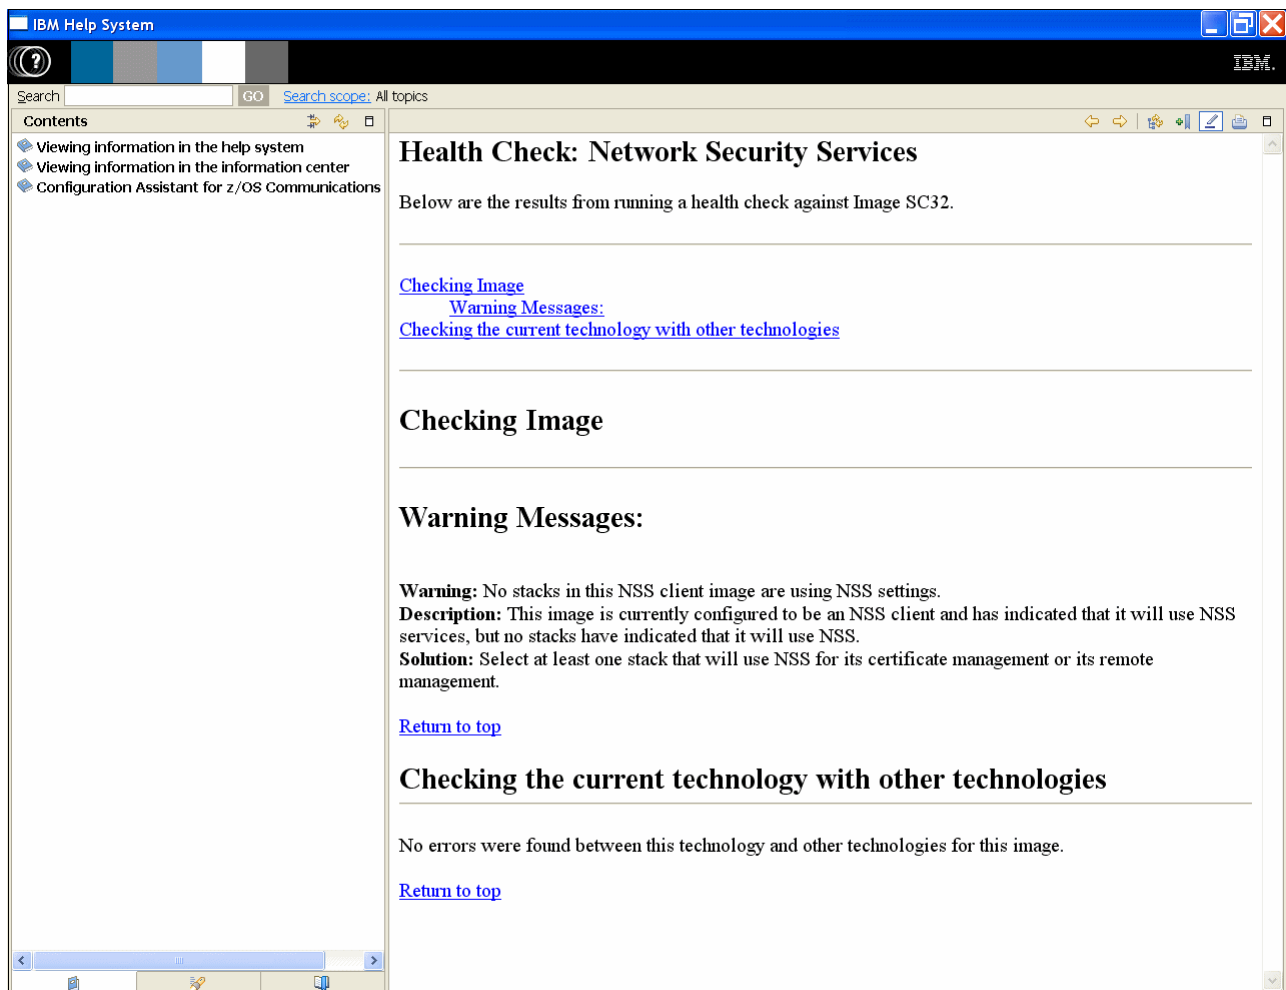 IBM Help System
IBM.
Search
GO
Search scope: All topics
Contents
Viewing information in the help system
Viewing information in the information center
Configuration Assistant for z/OS Communications
Health Check: Network Security Services
Below are the results from running a health check against Image SC32.
Checking Image
Warning Messages:
Checking the current technology with other technologies
Checking Image
Warning Messages:
Warning: No stacks in this NSS client image are using NSS settings.
Description: This image is currently configured to be an NSS client and has indicated that it will use NSS
services, but no stacks have indicated that it will use NSS.
Solution: Select at least one stack that will use NSS for its certificate management or its remote
management.
Return to top
Checking the current technology with other technologies
No errors were found between this technology and other technologies for this image.
Return to top